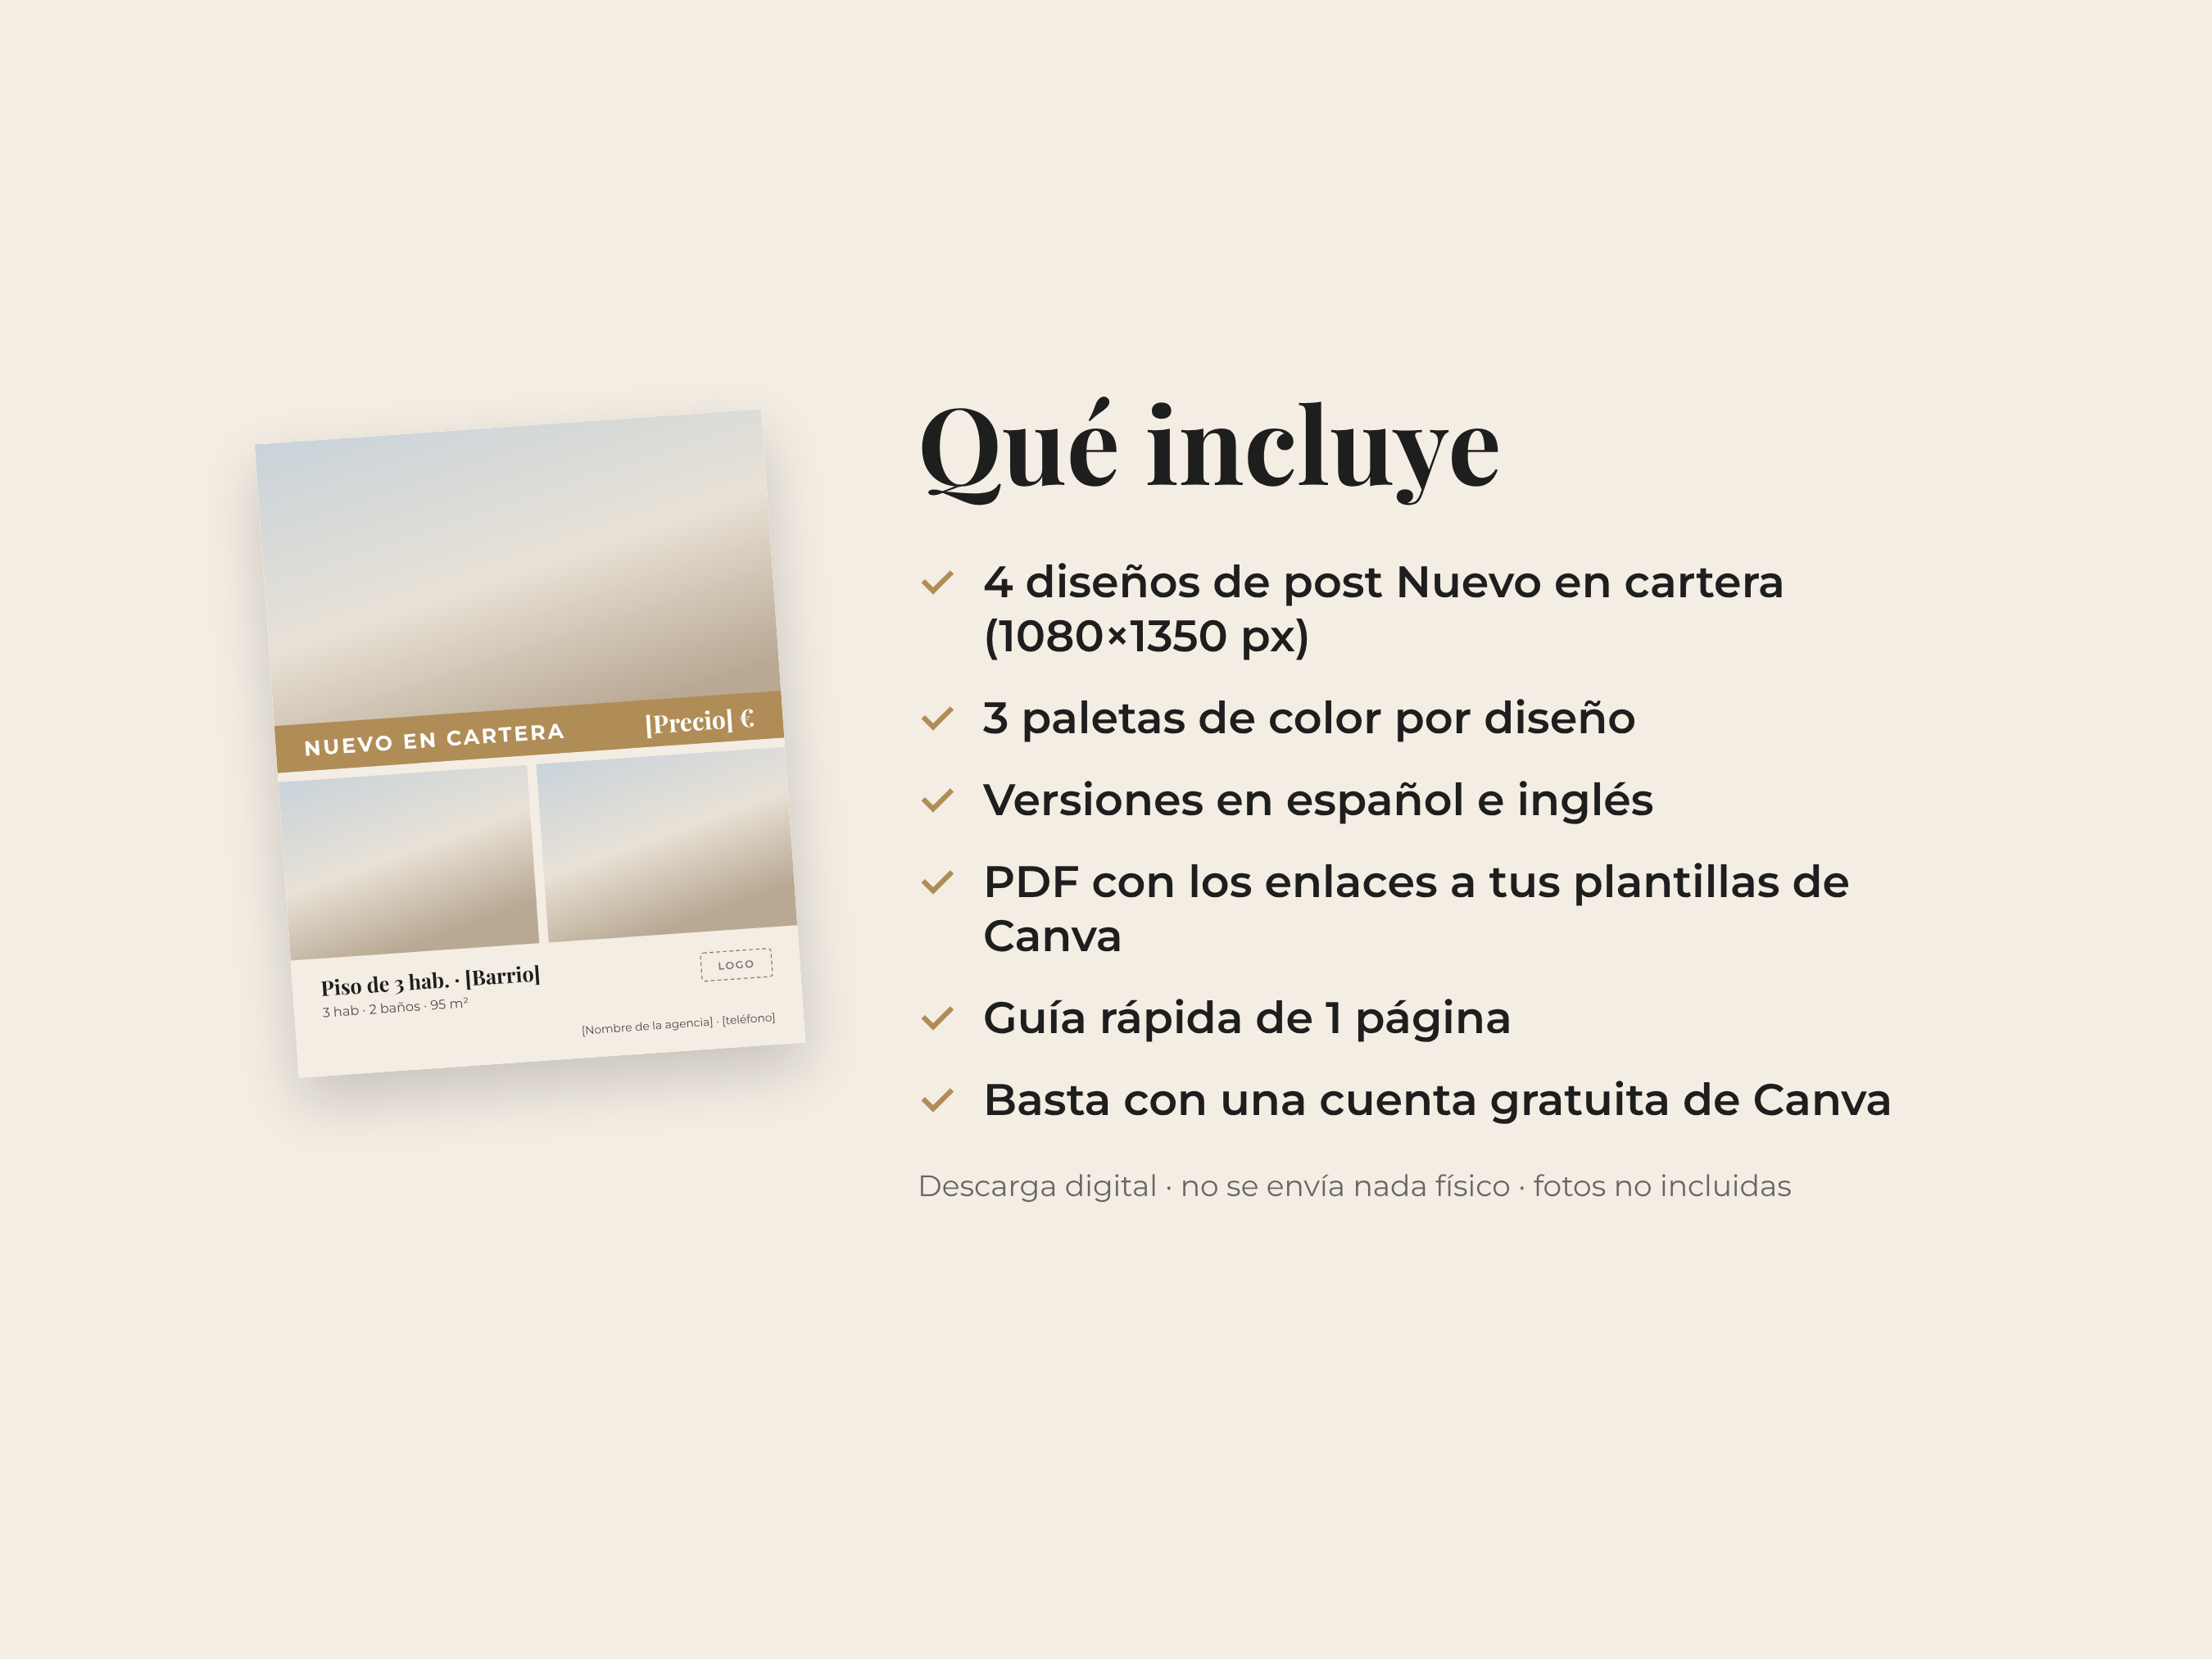 NUEVO EN CARTERA [Precio] €
Piso de 3 hab. · [Barrio]
3 hab · 2 baños · 95 m²
LOGO
[Nombre de la agencia] · [teléfono]
Qué incluye
4 diseños de post Nuevo en cartera
(1080×1350 px)
3 paletas de color por diseño
Versiones en español e inglés
PDF con los enlaces a tus plantillas de
Canva
Guía rápida de 1 página
Basta con una cuenta gratuita de Canva
Descarga digital · no se envía nada físico · fotos no incluidas